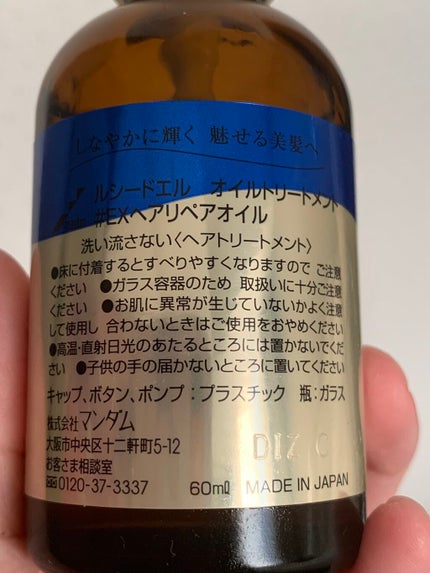 しなやかに輝く 魅せる美髪へ
ルシードエル オイルトリートメント
#EXヘアリペアオイル
洗い流さない〈ヘアトリートメント〉
●床に付着するとすべりやすくなりますので ご注意
ください ●ガラス容器のため 取扱いに十分ご注意
ください ●お肌に異常が生じていないかよく注意
して使用し 合わないときはご使用をおやめください
●高温・直射日光のあたるところには置かないでくだ
さい ●子供の手の届かないところに置いてください
キャップ、ボタン、ポンプ：プラスチック 瓶：ガラス
株式会社 マンダム
大阪市中央区十二軒町5-12
お客さま相談室
0120-37-3337 60ml MADE IN JAPAN